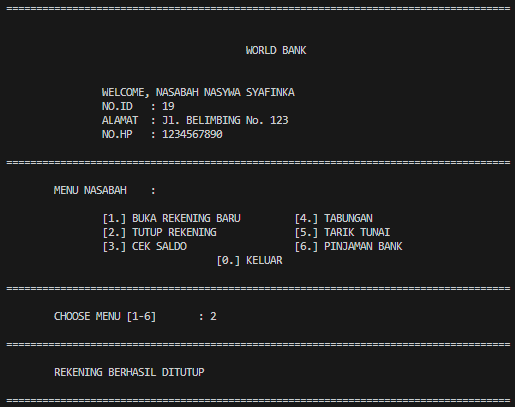 ================================================================================
WORLD BANK
WELCOME, NASABAH NASYWA SYAFINKA
NO.ID : 19
ALAMAT : Jl. BELIMBING No. 123
NO.HP : 1234567890
================================================================================
MENU NASABAH :
[1.] BUKA REKENING BARU [4.] TABUNGAN
[2.] TUTUP REKENING [5.] TARIK TUNAI
[3.] CEK SALDO [6.] PINJAMAN BANK
[0.] KELUAR
================================================================================
CHOOSE MENU [1-6] : 2
================================================================================
REKENING BERHASIL DITUTUP
================================================================================